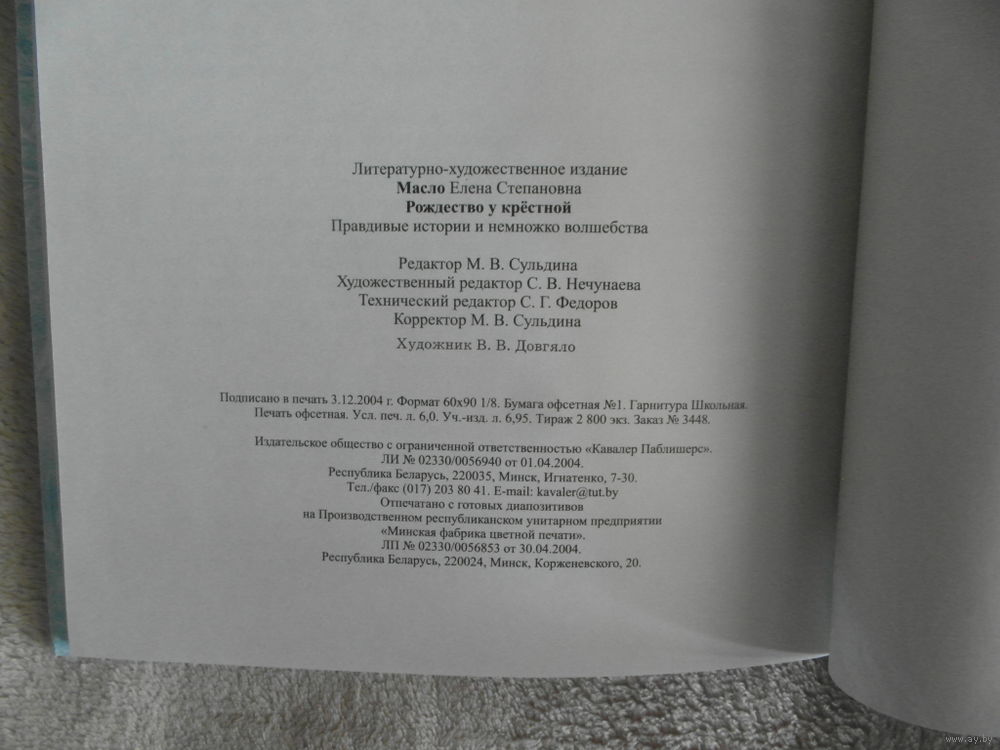 Литературно-художественное издание
Масло Елена Степановна
Рождество у крёстной
Правдивые истории и немножко волшебства
Редактор М. В. Сульдина
Художественный редактор С. В. Нечунаева
Технический редактор С. Г. Федоров
Корректор М. В. Сульдина
Художник В. В. Довгяло
Подписано в печать 3.12.2004 г. Формат 60x90 1/8. Бумага офсетная №1. Гарнитура Школьная.
Печать офсетная. Усл. печ. л. 6,0. Уч.-изд. л. 6,95. Тираж 2 800 экз. Заказ № 3448.
Издательское общество с ограниченной ответственностью «Кавалер Паблишерс».
ЛИ № 02330/0056940 от 01.04.2004.
Республика Беларусь, 220035, Минск, Игнатенко, 7-30.
Тел./факс (017) 203 80 41. E-mail: kavaler@tut.by
Отпечатано с готовых диапозитивов
на Производственном республиканском унитарном предприятии
«Минская фабрика цветной печати».
ЛП № 02330/0056853 от 30.04.2004.
Республика Беларусь, 220024, Минск, Корженевского, 20.
www.ay.by